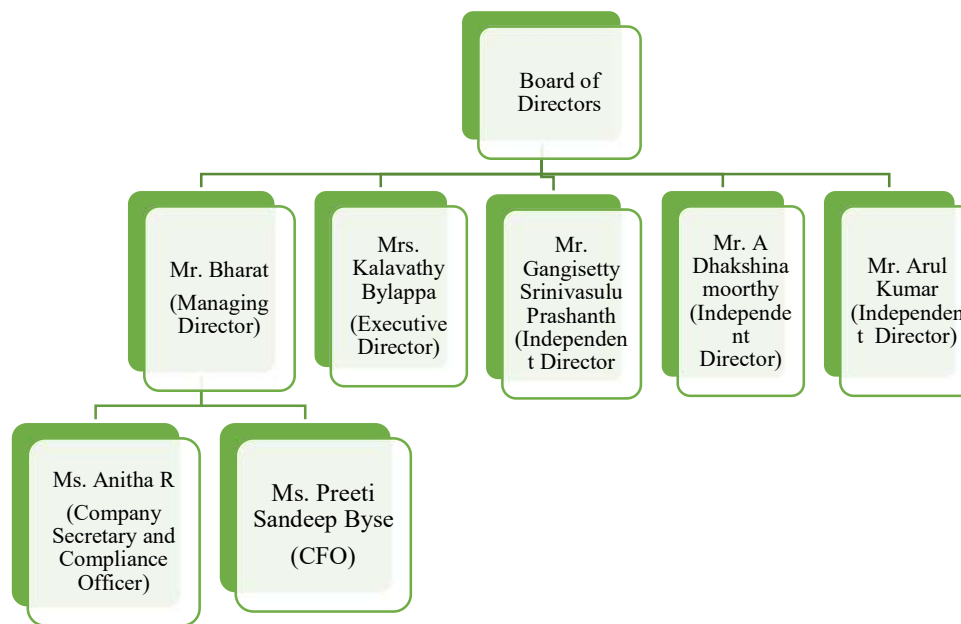 Board of
Directors
Mr. Bharat
(Managing
Director)
Mrs.
Kalavathy
Bylappa
(Executive
Director)
Mr.
Gangisetty
Srinivasulu
Prashanth
(Independen
t Director
Mr. A
Dhakshina
moorthy
(Independe
nt
Director)
Mr. Arul
Kumar
(Independen
t Director)
Ms. Anitha R
(Company
Secretary and
Compliance
Officer)
Ms. Preeti
Sandeep Byse
(CFO)